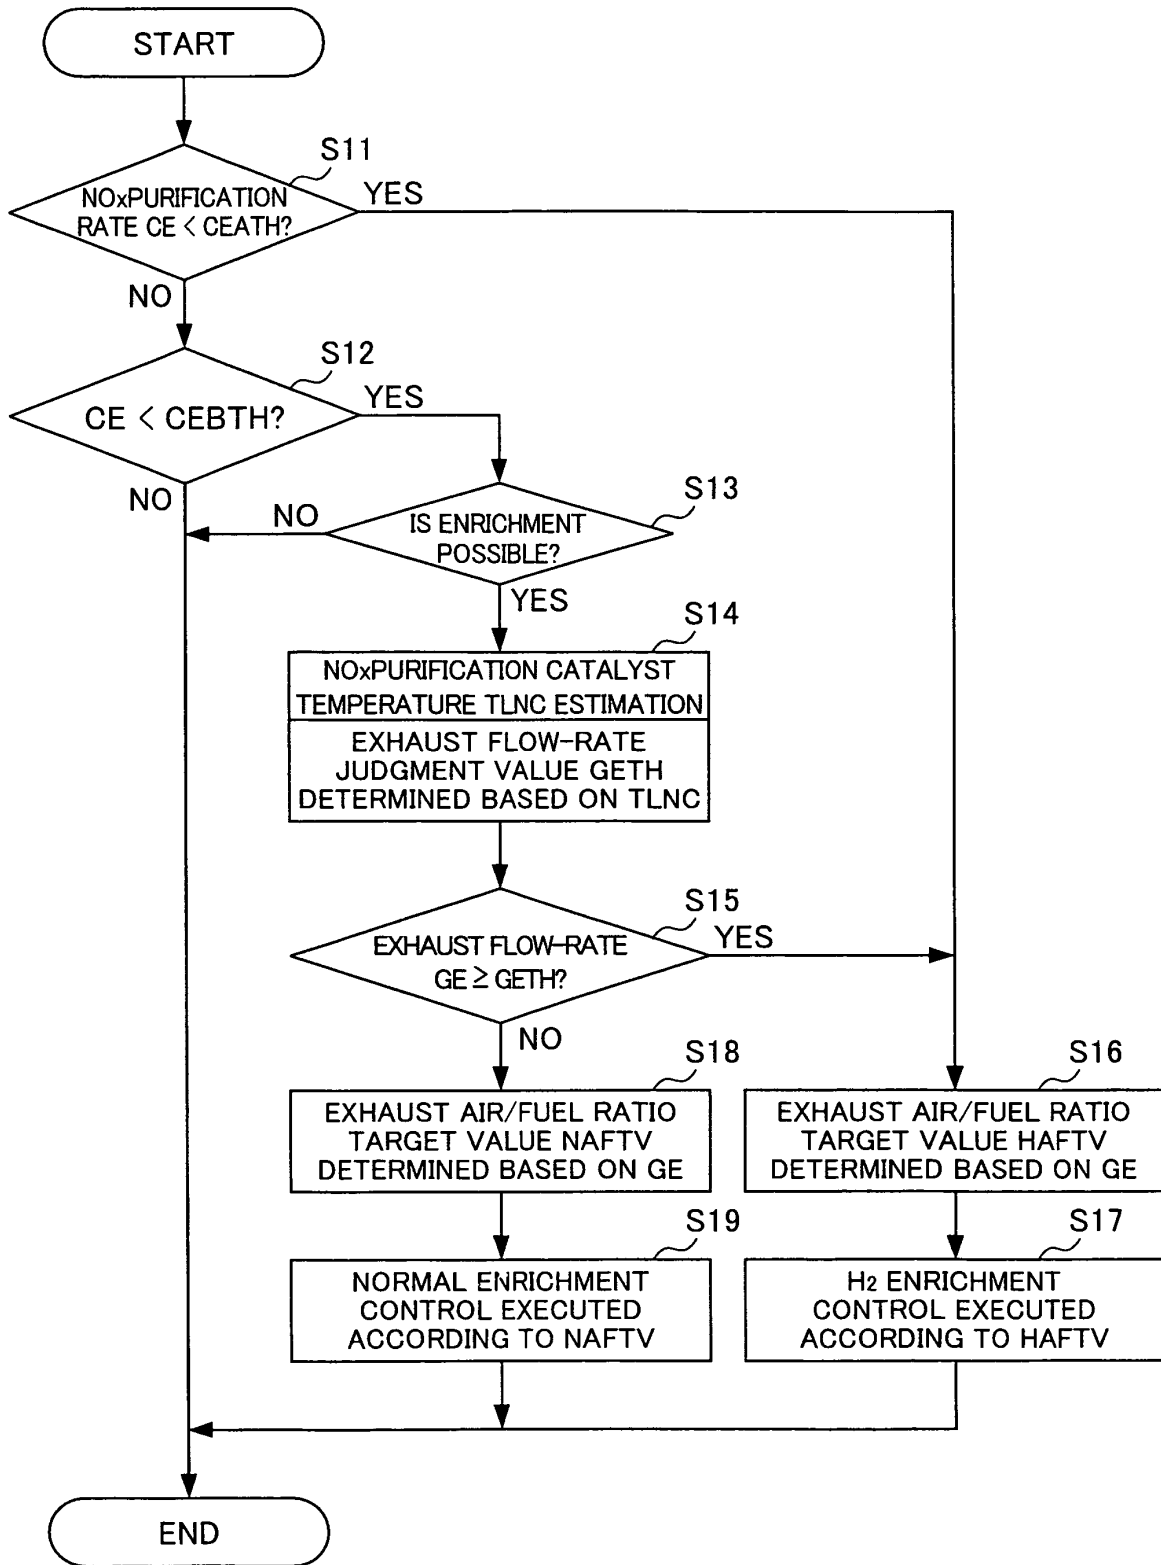 START
S11
NOxPURIFICATION
RATE CE < CEATH?
YES
NO
S12
CE < CEBTH?
YES
NO
S13
NO
IS ENRICHMENT
POSSIBLE?
YES
S14
NOxPURIFICATION CATALYST
TEMPERATURE TLNC ESTIMATION
EXHAUST FLOW-RATE
JUDGMENT VALUE GETH
DETERMINED BASED ON TLNC
S15
EXHAUST FLOW-RATE
GE ≥ GETH?
YES
NO
S18
EXHAUST AIR/FUEL RATIO
TARGET VALUE NAFTV
DETERMINED BASED ON GE
S16
EXHAUST AIR/FUEL RATIO
TARGET VALUE HAFTV
DETERMINED BASED ON GE
S19
NORMAL ENRICHMENT
CONTROL EXECUTED
ACCORDING TO NAFTV
S17
H2 ENRICHMENT
CONTROL EXECUTED
ACCORDING TO HAFTV
END